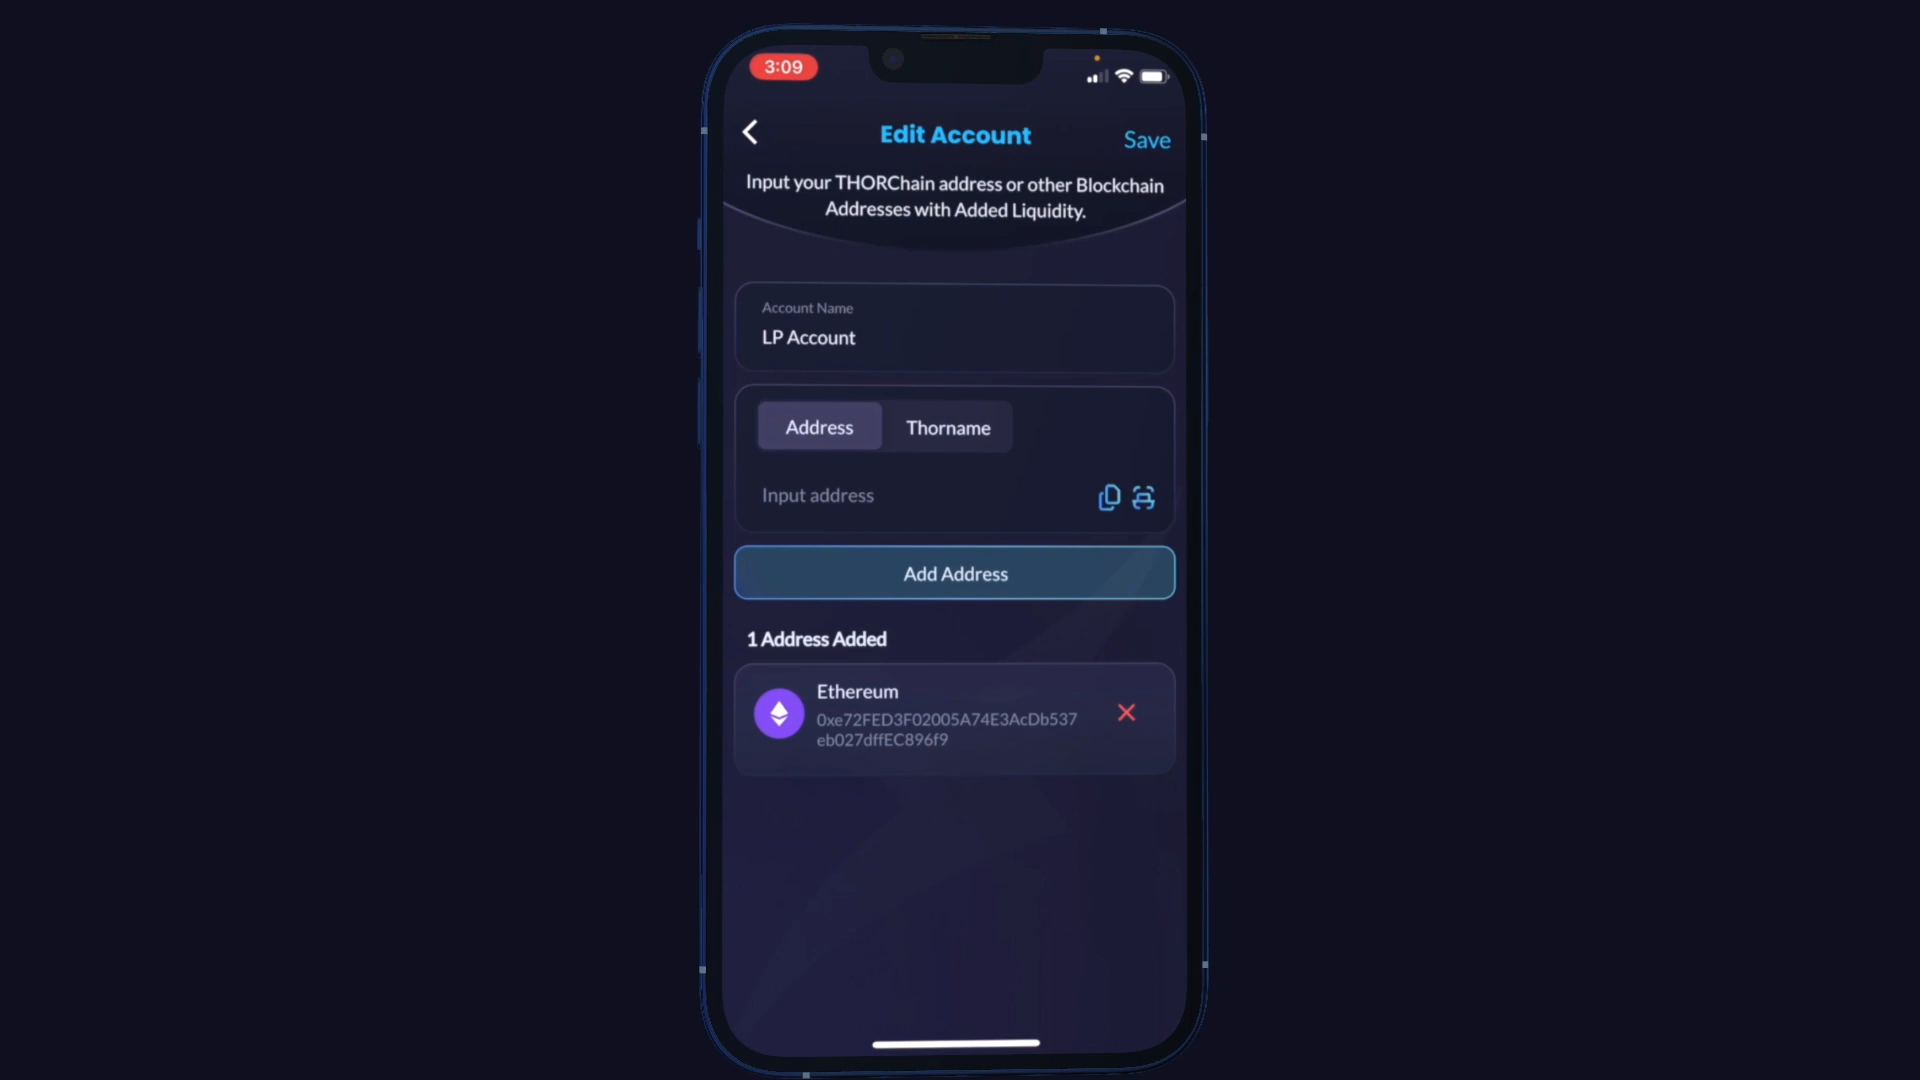 3:09
Edit Account
Save
Input your THORChain address or other Blockchain
Addresses with Added Liquidity.
Account Name
LP Account
Address
Thorname
Input address
Add Address
1 Address Added
Ethereum
0xe72FED3F02005A74E3AcDb537
eb027dffEC896f9